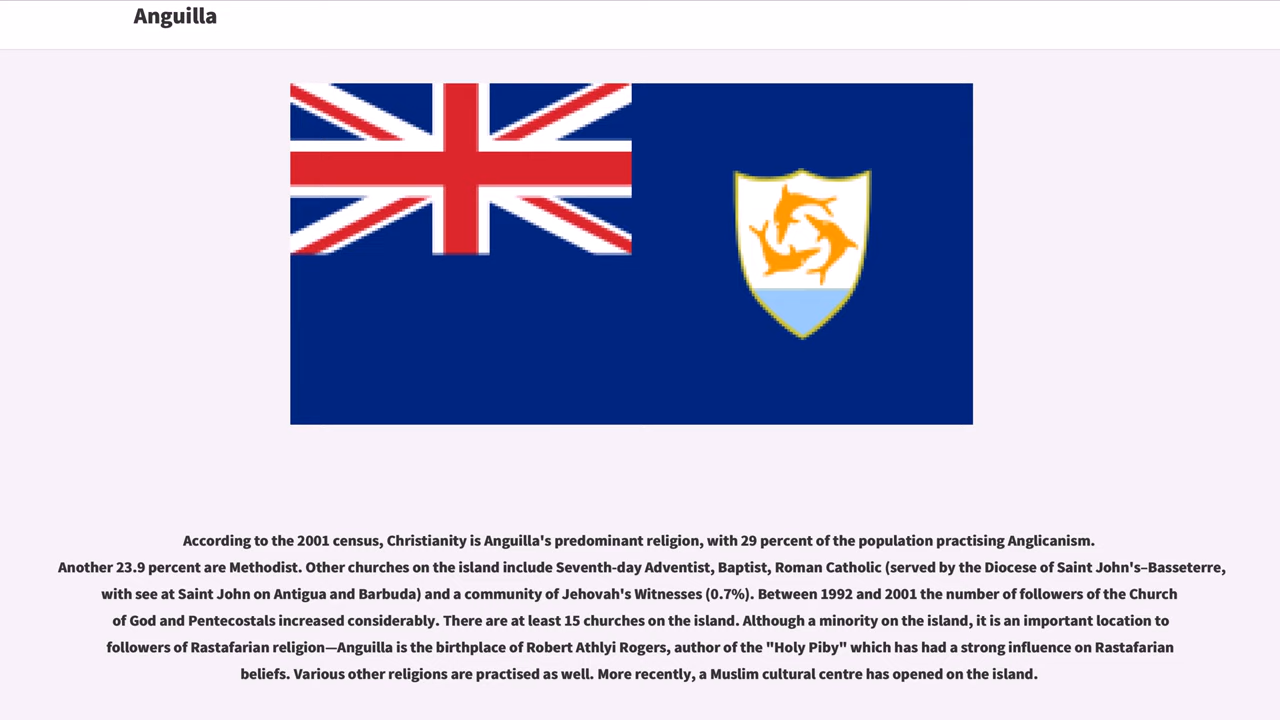 Anguilla
According to the 2001 census, Christianity is Anguilla's predominant religion, with 29 percent of the population practising Anglicanism.
Another 23.9 percent are Methodist. Other churches on the island include Seventh-day Adventist, Baptist, Roman Catholic (served by the Diocese of Saint John's–Basseterre,
with see at Saint John on Antigua and Barbuda) and a community of Jehovah's Witnesses (0.7%). Between 1992 and 2001 the number of followers of the Church
of God and Pentecostals increased considerably. There are at least 15 churches on the island. Although a minority on the island, it is an important location to
followers of Rastafarian religion—Anguilla is the birthplace of Robert Athlyi Rogers, author of the "Holy Piby" which has had a strong influence on Rastafarian
beliefs. Various other religions are practised as well. More recently, a Muslim cultural centre has opened on the island.